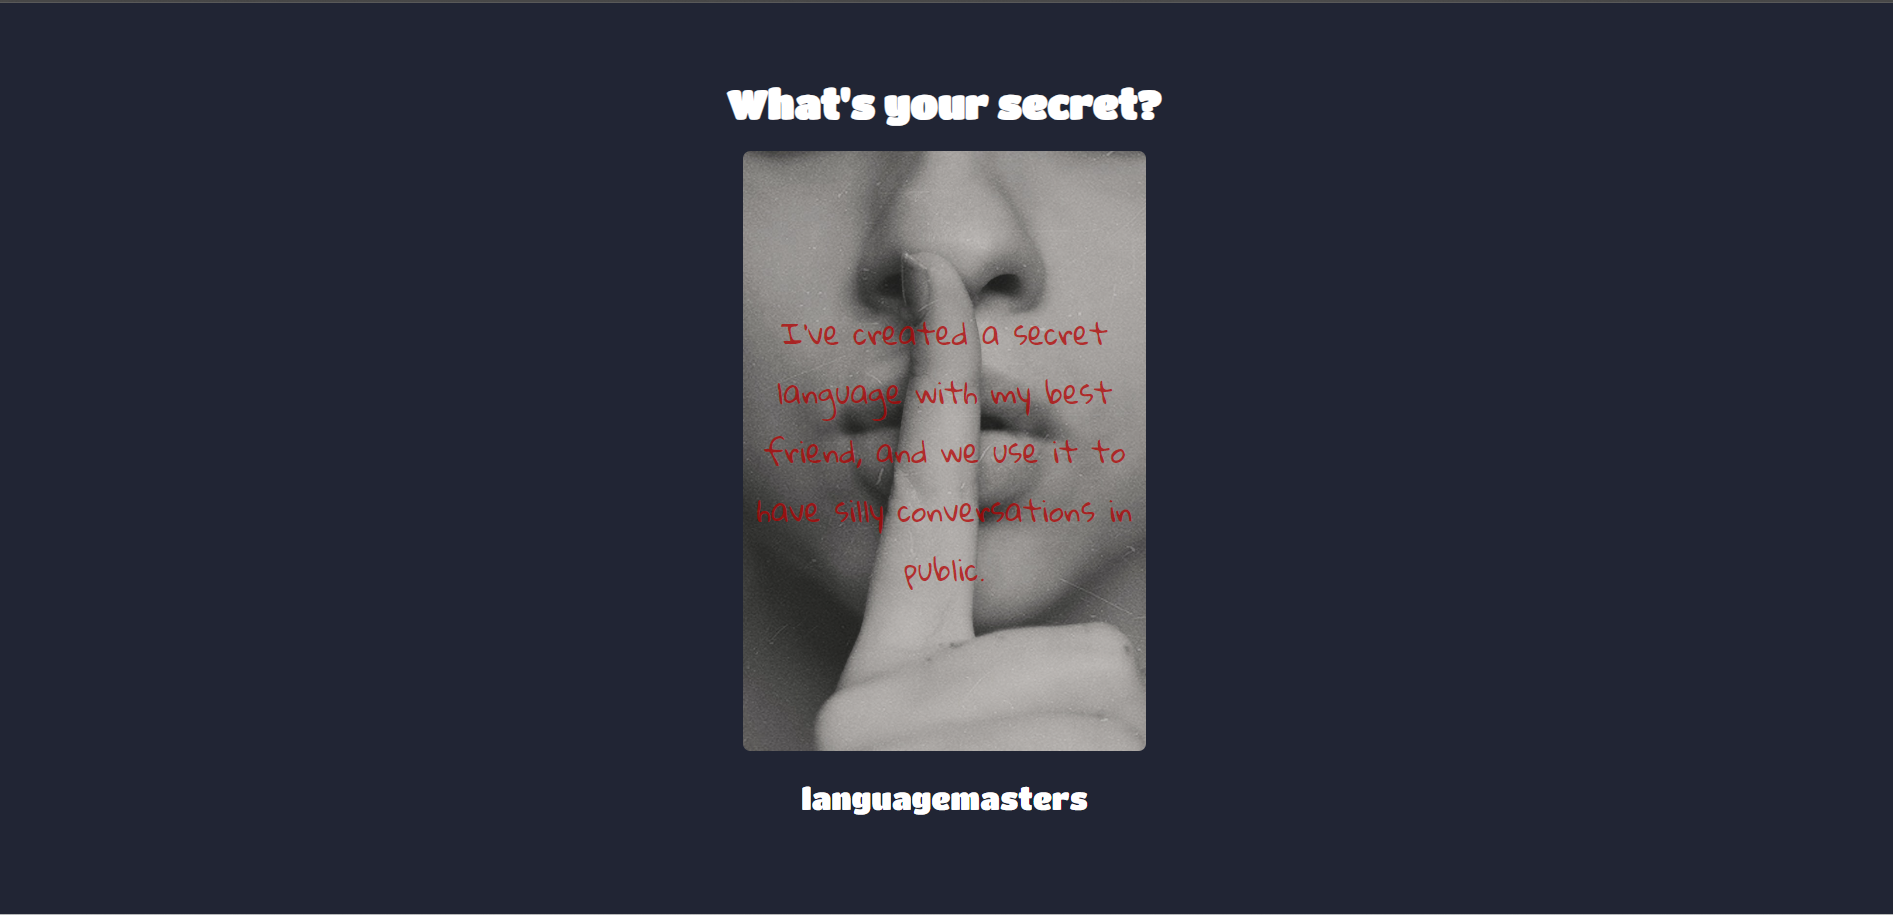 What's your secret?
I've created a secret
language with my best
friend, and we use it to
have silly conversations in
public.
languagemasters